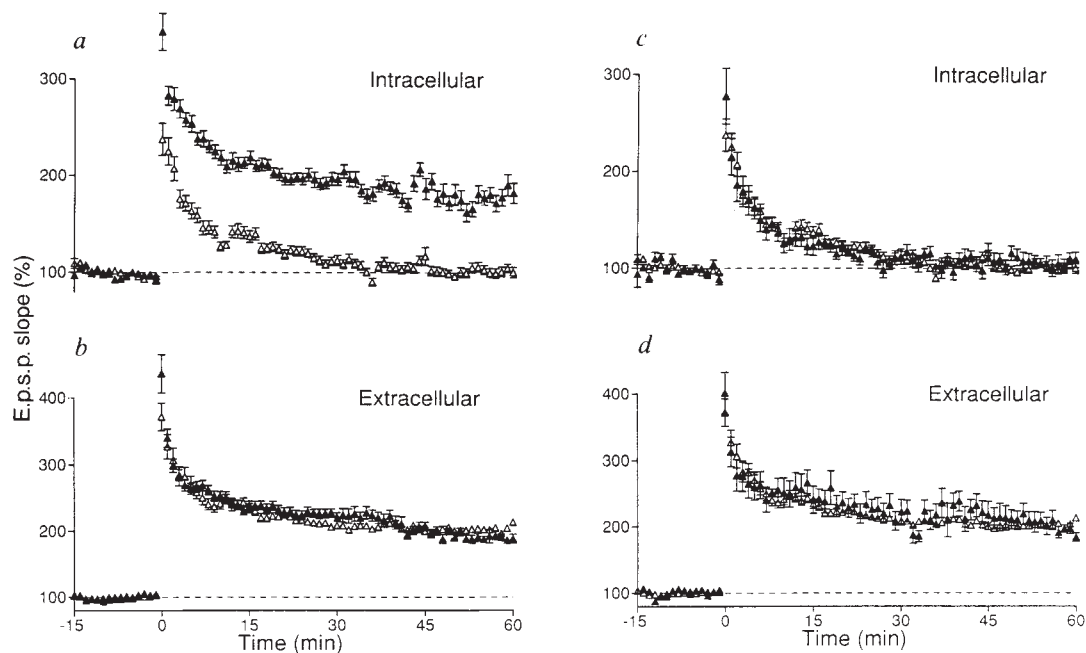 a
Intracellular
300
200
100
b
Extracellular
400
300
200
100
-15 0 15 30 45 60
Time (min)
E.p.s.p. slope (%)
c
Intracellular
300
200
100
d
Extracellular
400
300
200
100
-15 0 15 30 45 60
Time (min)